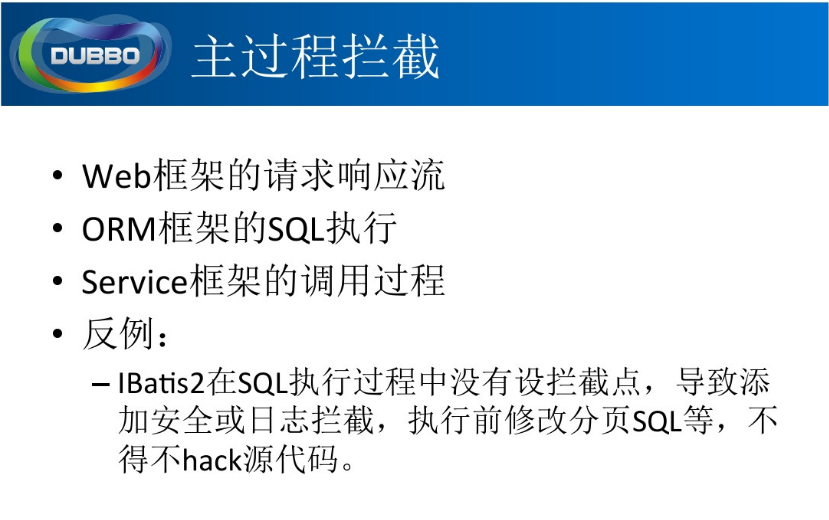 DUBBO 主过程拦截
• Web框架的请求响应流
• ORM框架的SQL执行
• Service框架的调用过程
• 反例：
– IBatis2在SQL执行过程中没有设拦截点，导致添
加安全或日志拦截，执行前修改分页SQL等，不
得不hack源代码。